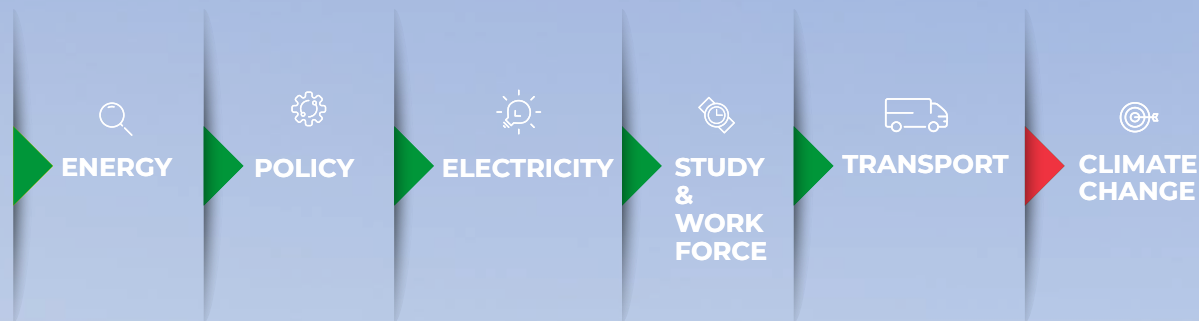 ENERGY
POLICY
ELECTRICITY
STUDY
&
WORK
FORCE
TRANSPORT
CLIMATE
CHANGE